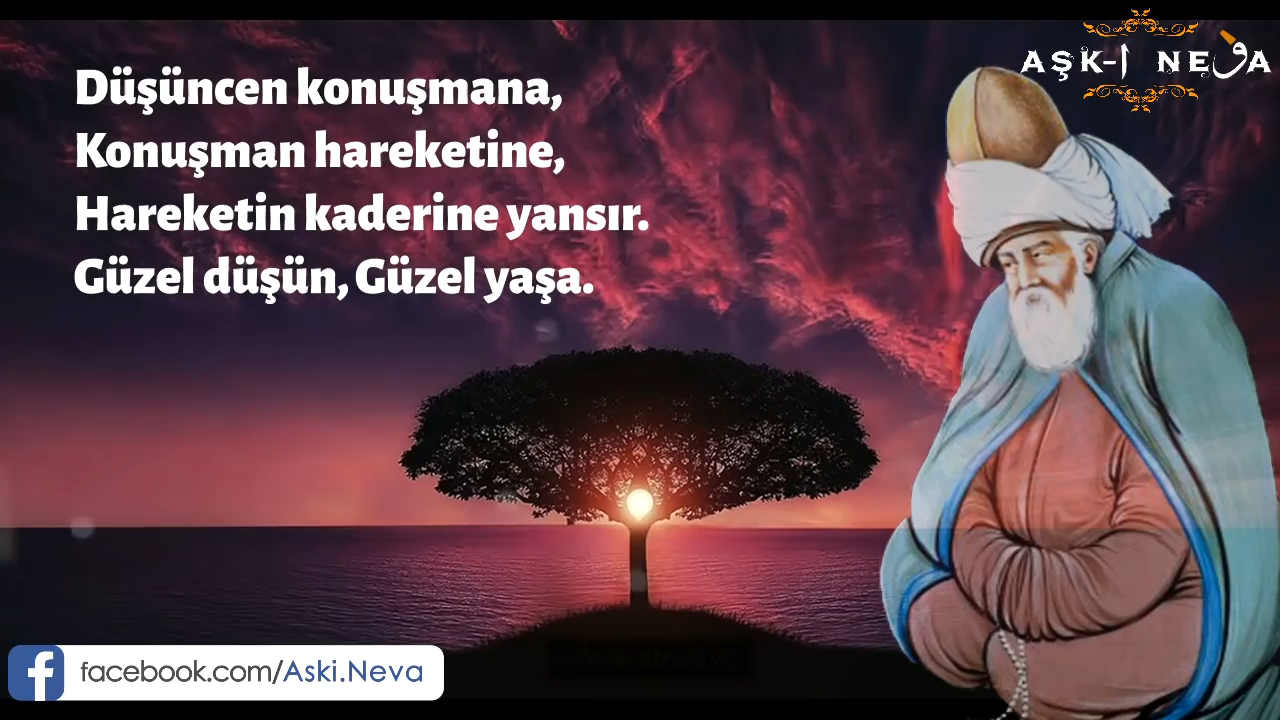 Düşüncen konuşmana,
Konuşman hareketine,
Hareketin kaderine yansır.
Güzel düşün, Güzel yaşa.
AŞK-I NEVA
facebook.com/Aski.Neva